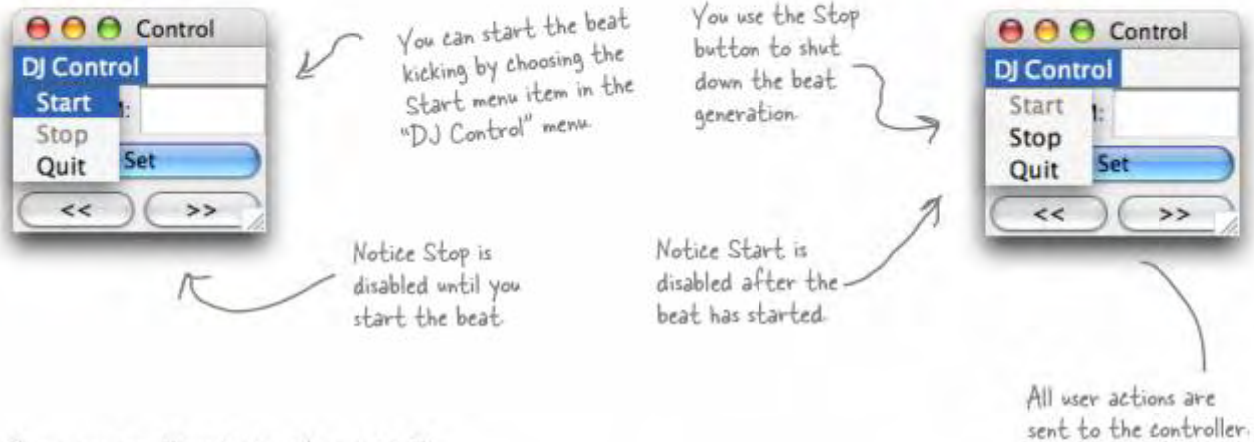 Control
DJ Control
Start
Stop
Quit
Set
<<
>>
You can start the beat
kicking by choosing the
Start menu item in the
"DJ Control" menu.
You use the Stop
button to shut
down the beat
generation.
Control
DJ Control
Start
Stop
Quit
Set
<<
>>
Notice Stop is
disabled until you
start the beat.
Notice Start is
disabled after the
beat has started.
All user actions are
sent to the controller.